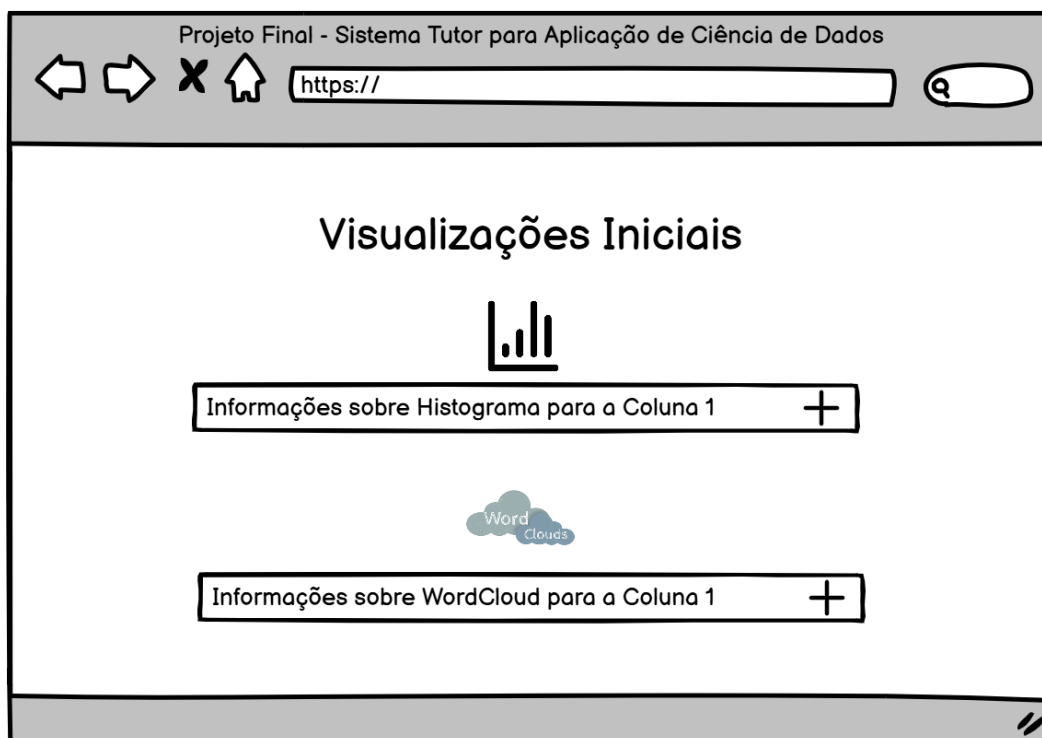 Projeto Final - Sistema Tutor para Aplicação de Ciência de Dados
https://
Visualizações Iniciais
Informações sobre Histograma para a Coluna 1
Word
Clouds
Informações sobre WordCloud para a Coluna 1